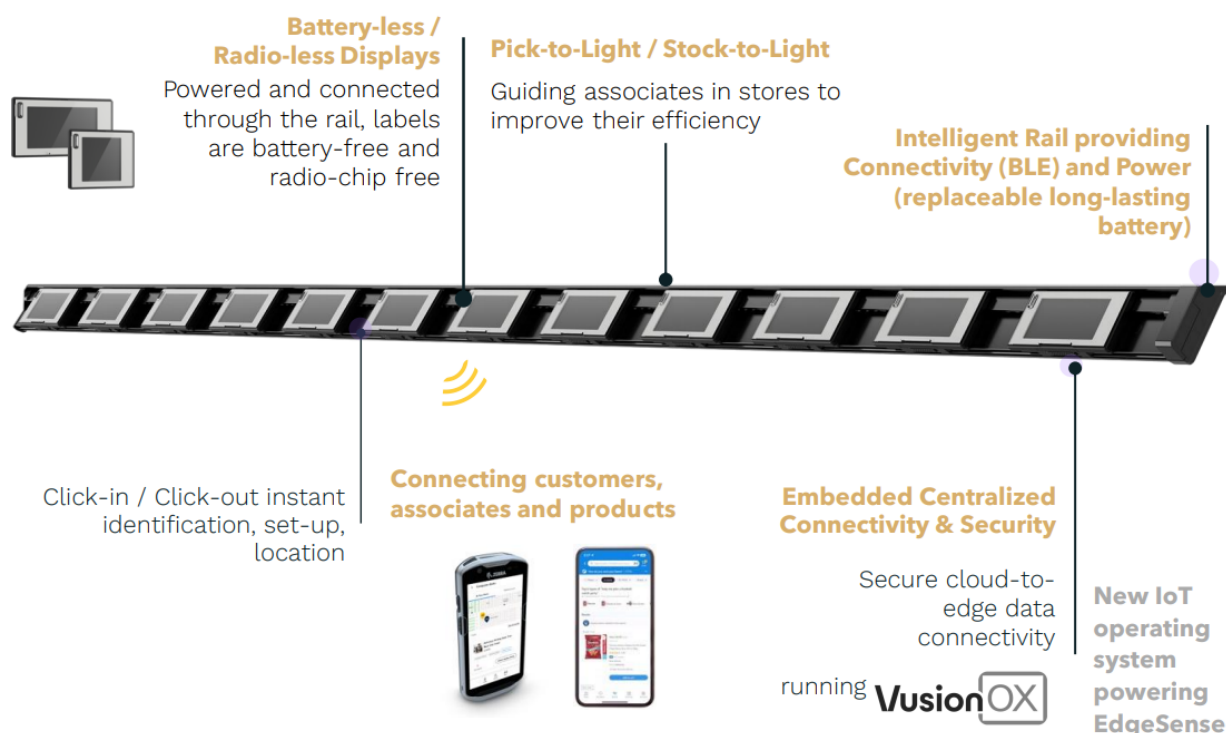 Battery-less /
Radio-less Displays
Powered and connected
through the rail, labels
are battery-free and
radio-chip free
Pick-to-Light / Stock-to-Light
Guiding associates in stores to
improve their efficiency
Intelligent Rail providing
Connectivity (BLE) and Power
(replaceable long-lasting
battery)
Click-in / Click-out instant
identification, set-up,
location
Connecting customers,
associates and products
ZEBRA
Embedded Centralized
Connectivity & Security
Secure cloud-to-
edge data
connectivity
running VusionOX
New IoT
operating
system
powering
EdgeSense